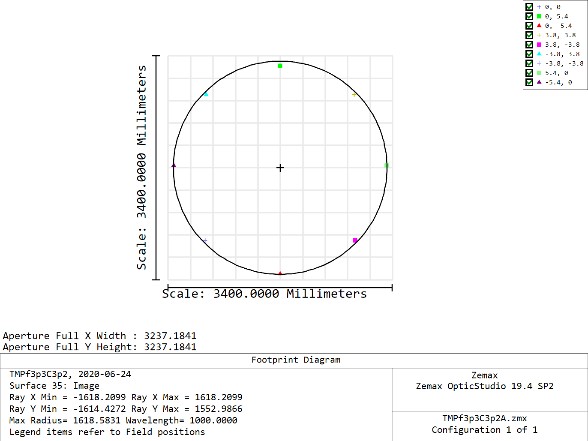 0, 0
0, 5.4
0, -5.4
3.8, 3.8
3.8, -3.8
-3.8, 3.8
-3.8, -3.8
5.4, 0
-5.4, 0
Scale: 3400.0000 Millimeters
Scale: 3400.0000 Millimeters
Aperture Full X Width : 3237.1841
Aperture Full Y Height: 3237.1841
Footprint Diagram
TMPf3p3C3p2, 2020-06-24
Surface 35: Image
Ray X Min = -1618.2099 Ray X Max = 1618.2099
Ray Y Min = -1614.4272 Ray Y Max = 1552.9866
Max Radius= 1618.5831 Wavelength= 1000.0000
Legend items refer to Field positions
Zemax
Zemax OpticStudio 19.4 SP2
TMPf3p3C3p2A.zmx
Configuration 1 of 1